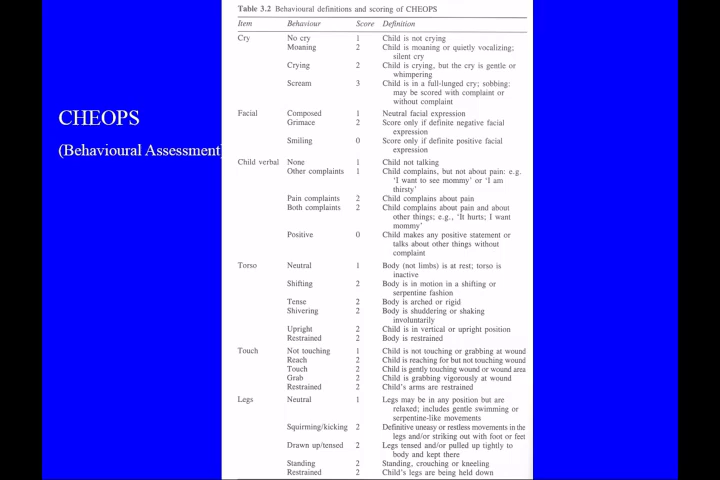 Table 3.2 Behavioural definitions and scoring of CHEOPS
Item Behaviour Score Definition
Cry No cry 1 Child is not crying
Moaning 2 Child is moaning or quietly vocalizing;
silent cry
Crying 2 Child is crying, but the cry is gentle or
whimpering
Scream 3 Child is in a full-lunged cry; sobbing:
may be scored with complaint or
without complaint
CHEOPS
(Behavioural Assessment
Facial Composed 1 Neutral facial expression
Grimace 2 Score only if definite negative facial
expression
Smiling 0 Score only if definite positive facial
expression
Child verbal None 1 Child not talking
Other complaints 1 Child complains, but not about pain: e.g.
‘I want to see mommy’ or ‘I am
thirsty’
Pain complaints 2 Child complains about pain
Both complaints 2 Child complains about pain and about
other things; e.g., ‘It hurts; I want
mommy’
Positive 0 Child makes any positive statement or
talks about other things without
complaint
Torso Neutral 1 Body (not limbs) is at rest; torso is
inactive
Shifting 2 Body is in motion in a shifting or
serpentine fashion
Tense 2 Body is arched or rigid
Shivering 2 Body is shuddering or shaking
involuntarily
Upright 2 Child is in vertical or upright position
Restrained 2 Body is restrained
Touch Not touching 1 Child is not touching or grabbing at wound
Reach 2 Child is reaching for but not touching wound
Touch 2 Child is gently touching wound or wound area
Grab 2 Child is grabbing vigorously at wound
Restrained 2 Child's arms are restrained
Legs Neutral 1 Legs may be in any position but are
relaxed; includes gentle swimming or
serpentine-like movements
Squirming/kicking 2 Definitive uneasy or restless movements in the
legs and/or striking out with foot or feet
Drawn up/tensed 2 Legs tensed and/or pulled up tightly to
body and kept there
Standing 2 Standing, crouching or kneeling
Restrained 2 Child's legs are being held down